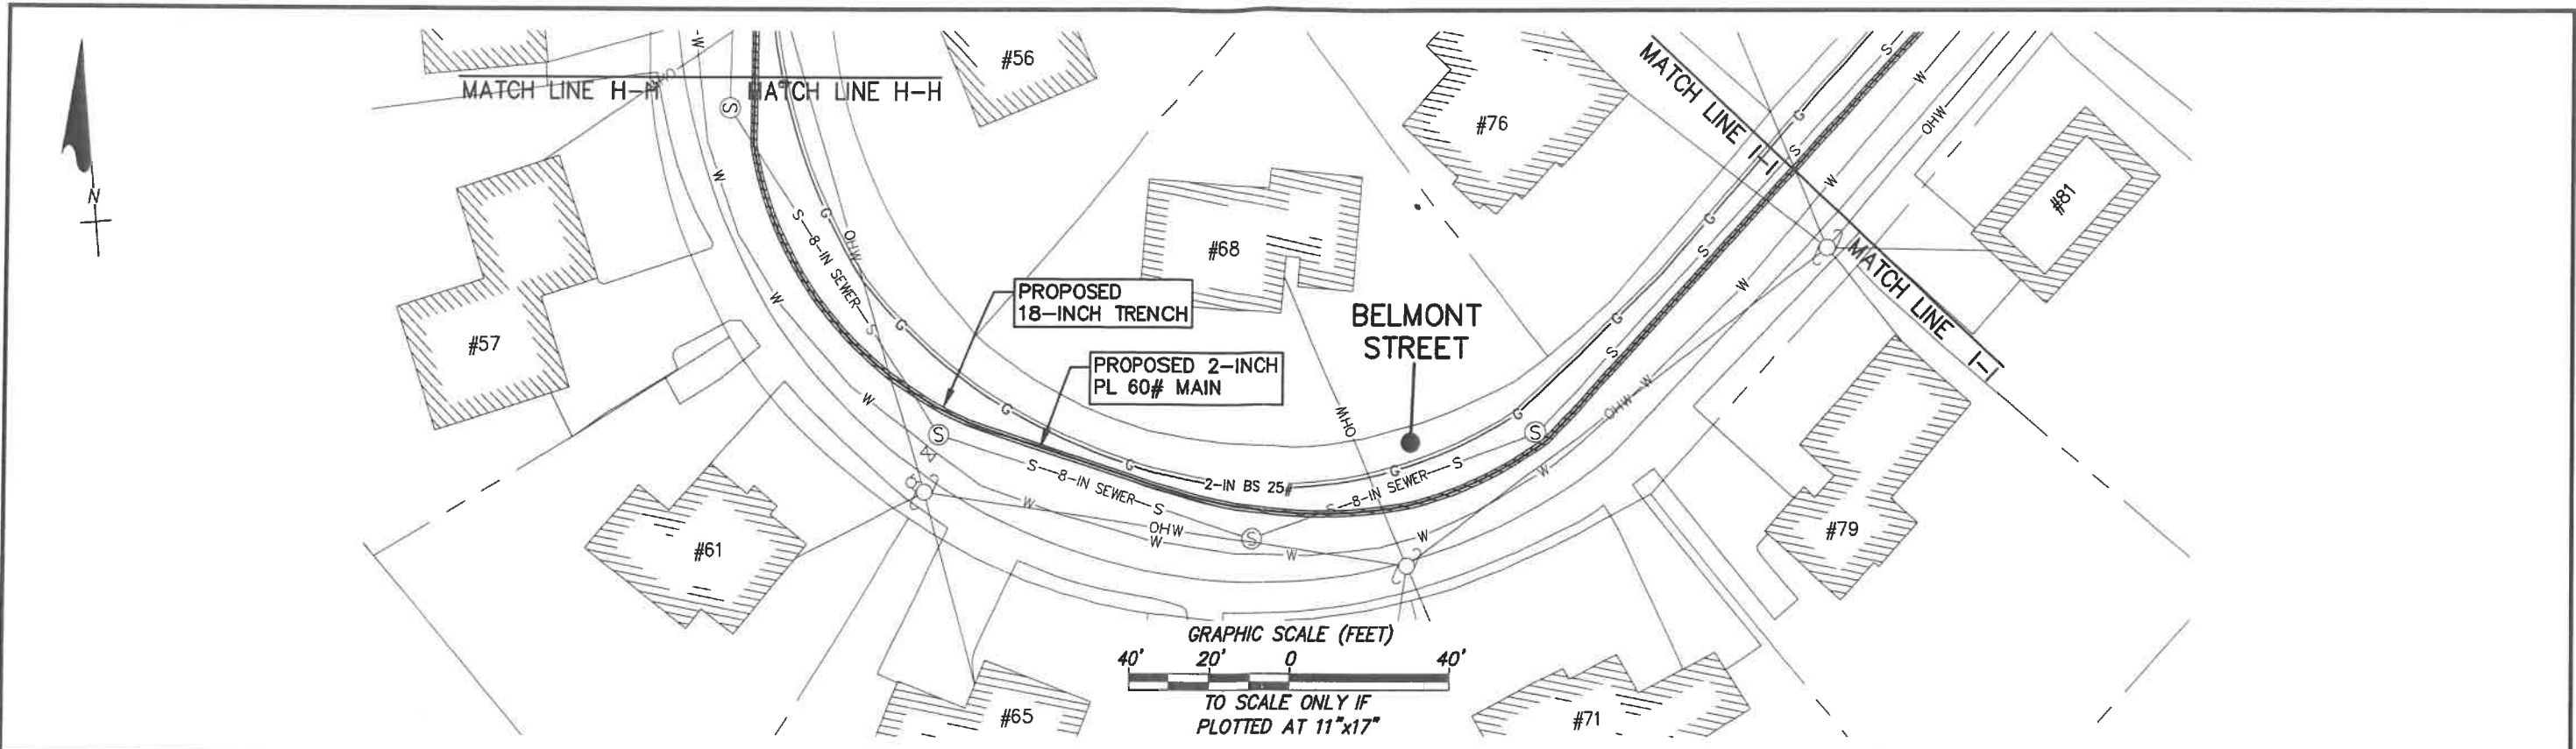 N
MATCH LINE H-H
MATCH LINE H-H
#56
#76
#81
#57
#68
#61
#65
#71
#79
MATCH LINE I-I
MATCH LINE I-I
PROPOSED
18-INCH TRENCH
PROPOSED 2-INCH
PL 60# MAIN
BELMONT
STREET
S
W
G
OHW
S-8-IN SEWER-S
S-8-IN SEWER-S
S-8-IN SEWER-S
2-IN BS 25#
OHW
OHW
OHW
OHW
GRAPHIC SCALE (FEET)
40' 20' 0 40'
TO SCALE ONLY IF
PLOTTED AT 11"x17"